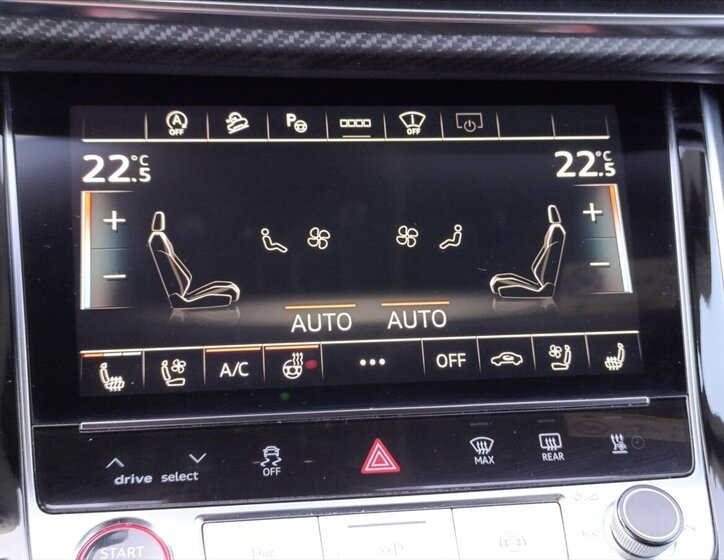 A
OFF
P
OFF
22.5 °C
22.5 °C
+
+
−
−
AUTO
AUTO
A/C
•••
OFF
drive select
OFF
MAX
REAR
START
P